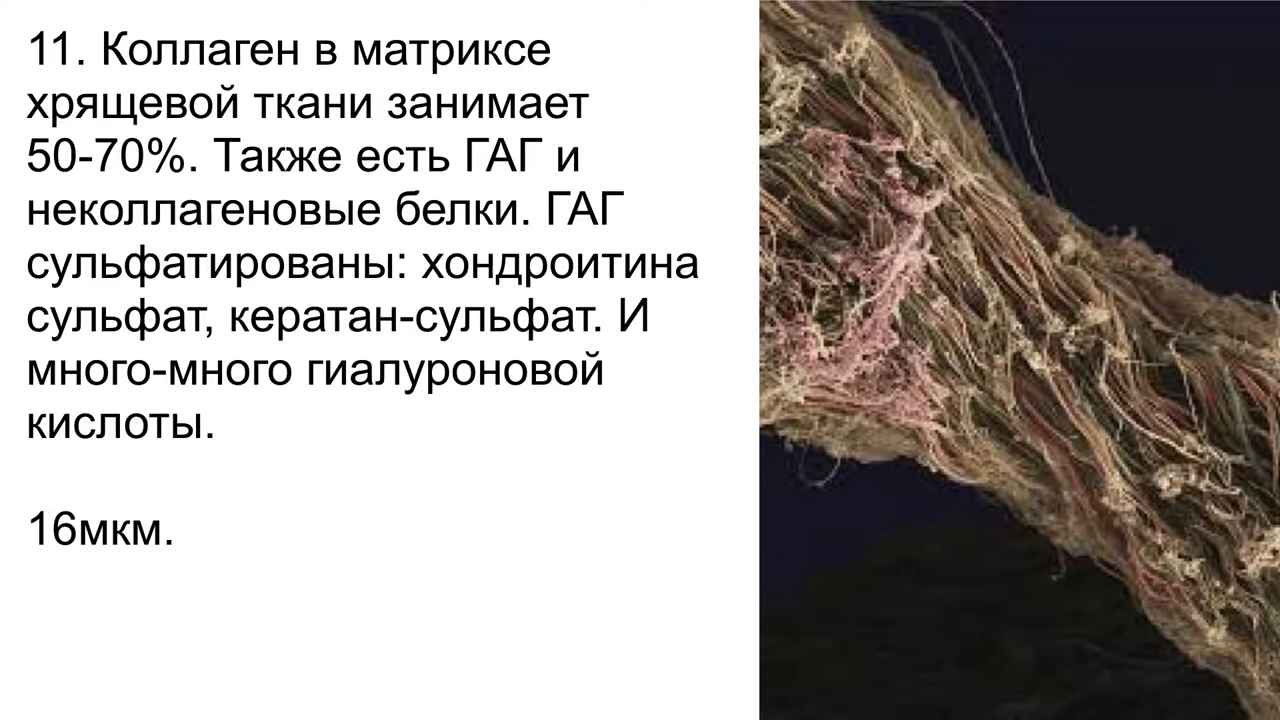 11. Коллаген в матриксе
хрящевой ткани занимает
50-70%. Также есть ГАГ и
неколлагеновые белки. ГАГ
сульфатированы: хондроитина
сульфат, кератан-сульфат. И
много-много гиалуроновой
кислоты.
16мкм.